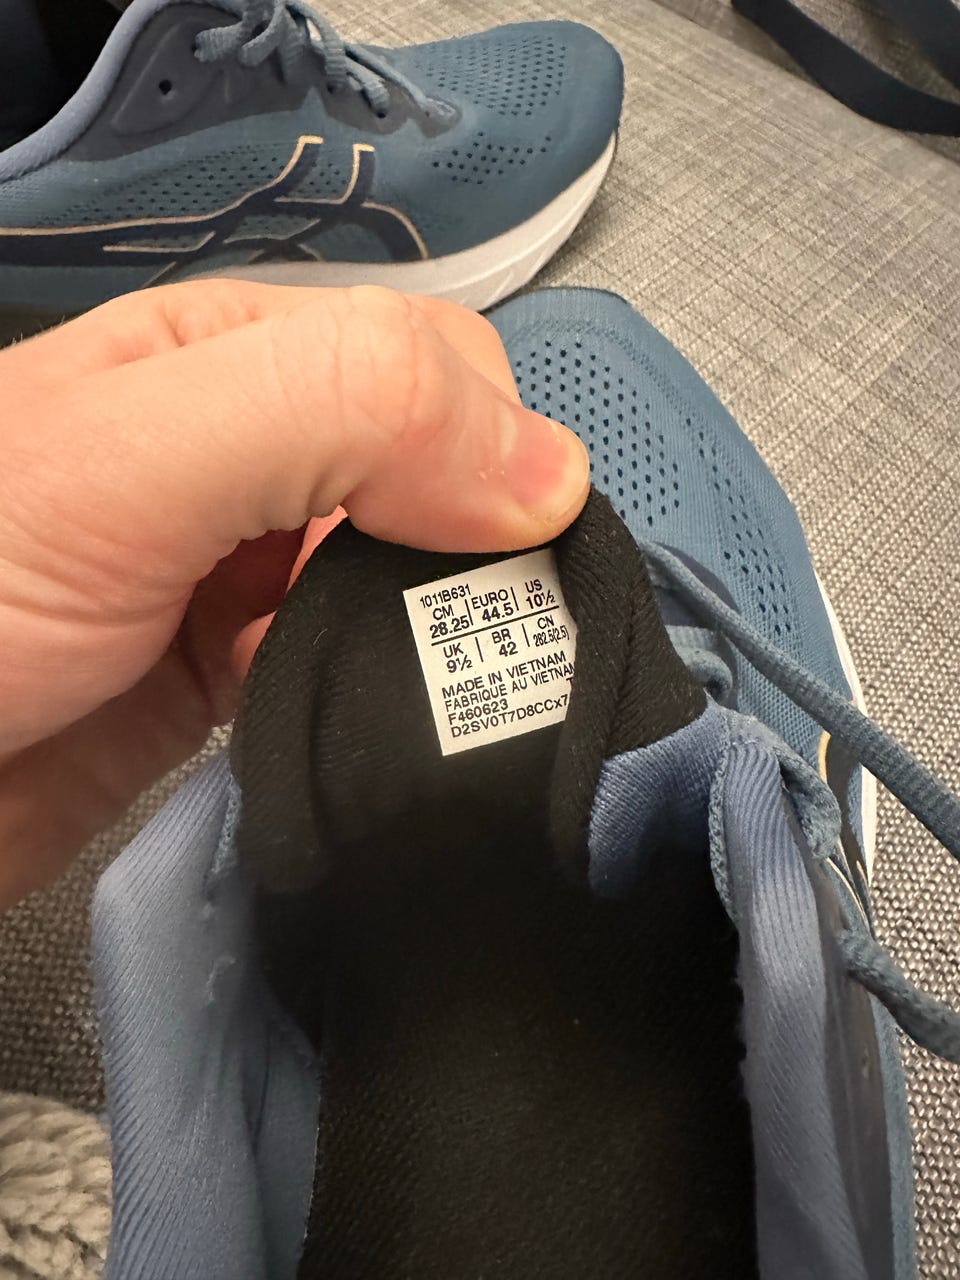 1011B631
CM | EURO | US
28.25 | 44.5 | 10½
UK | BR | CN
9½ | 42 | 282.5(2.5)
MADE IN VIETNAM
FABRIQUE AU VIETNAM
F460623
D2SV0T7D8CCx7